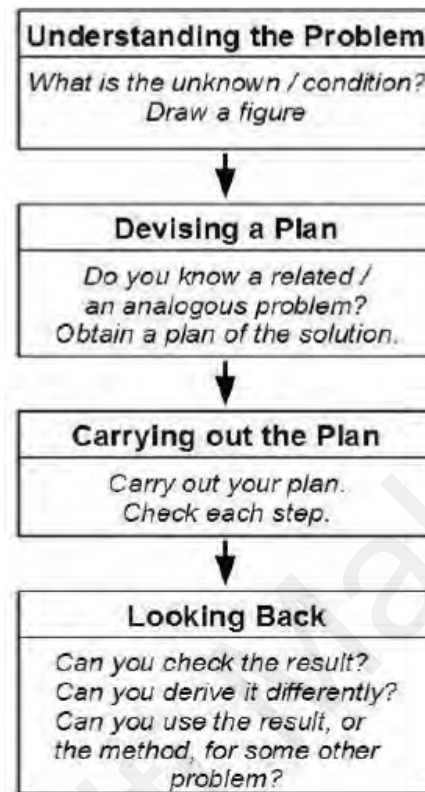 Understanding the Problem
What is the unknown / condition?
Draw a figure
Devising a Plan
Do you know a related /
an analogous problem?
Obtain a plan of the solution.
Carrying out the Plan
Carry out your plan.
Check each step.
Looking Back
Can you check the result?
Can you derive it differently?
Can you use the result, or
the method, for some other
problem?